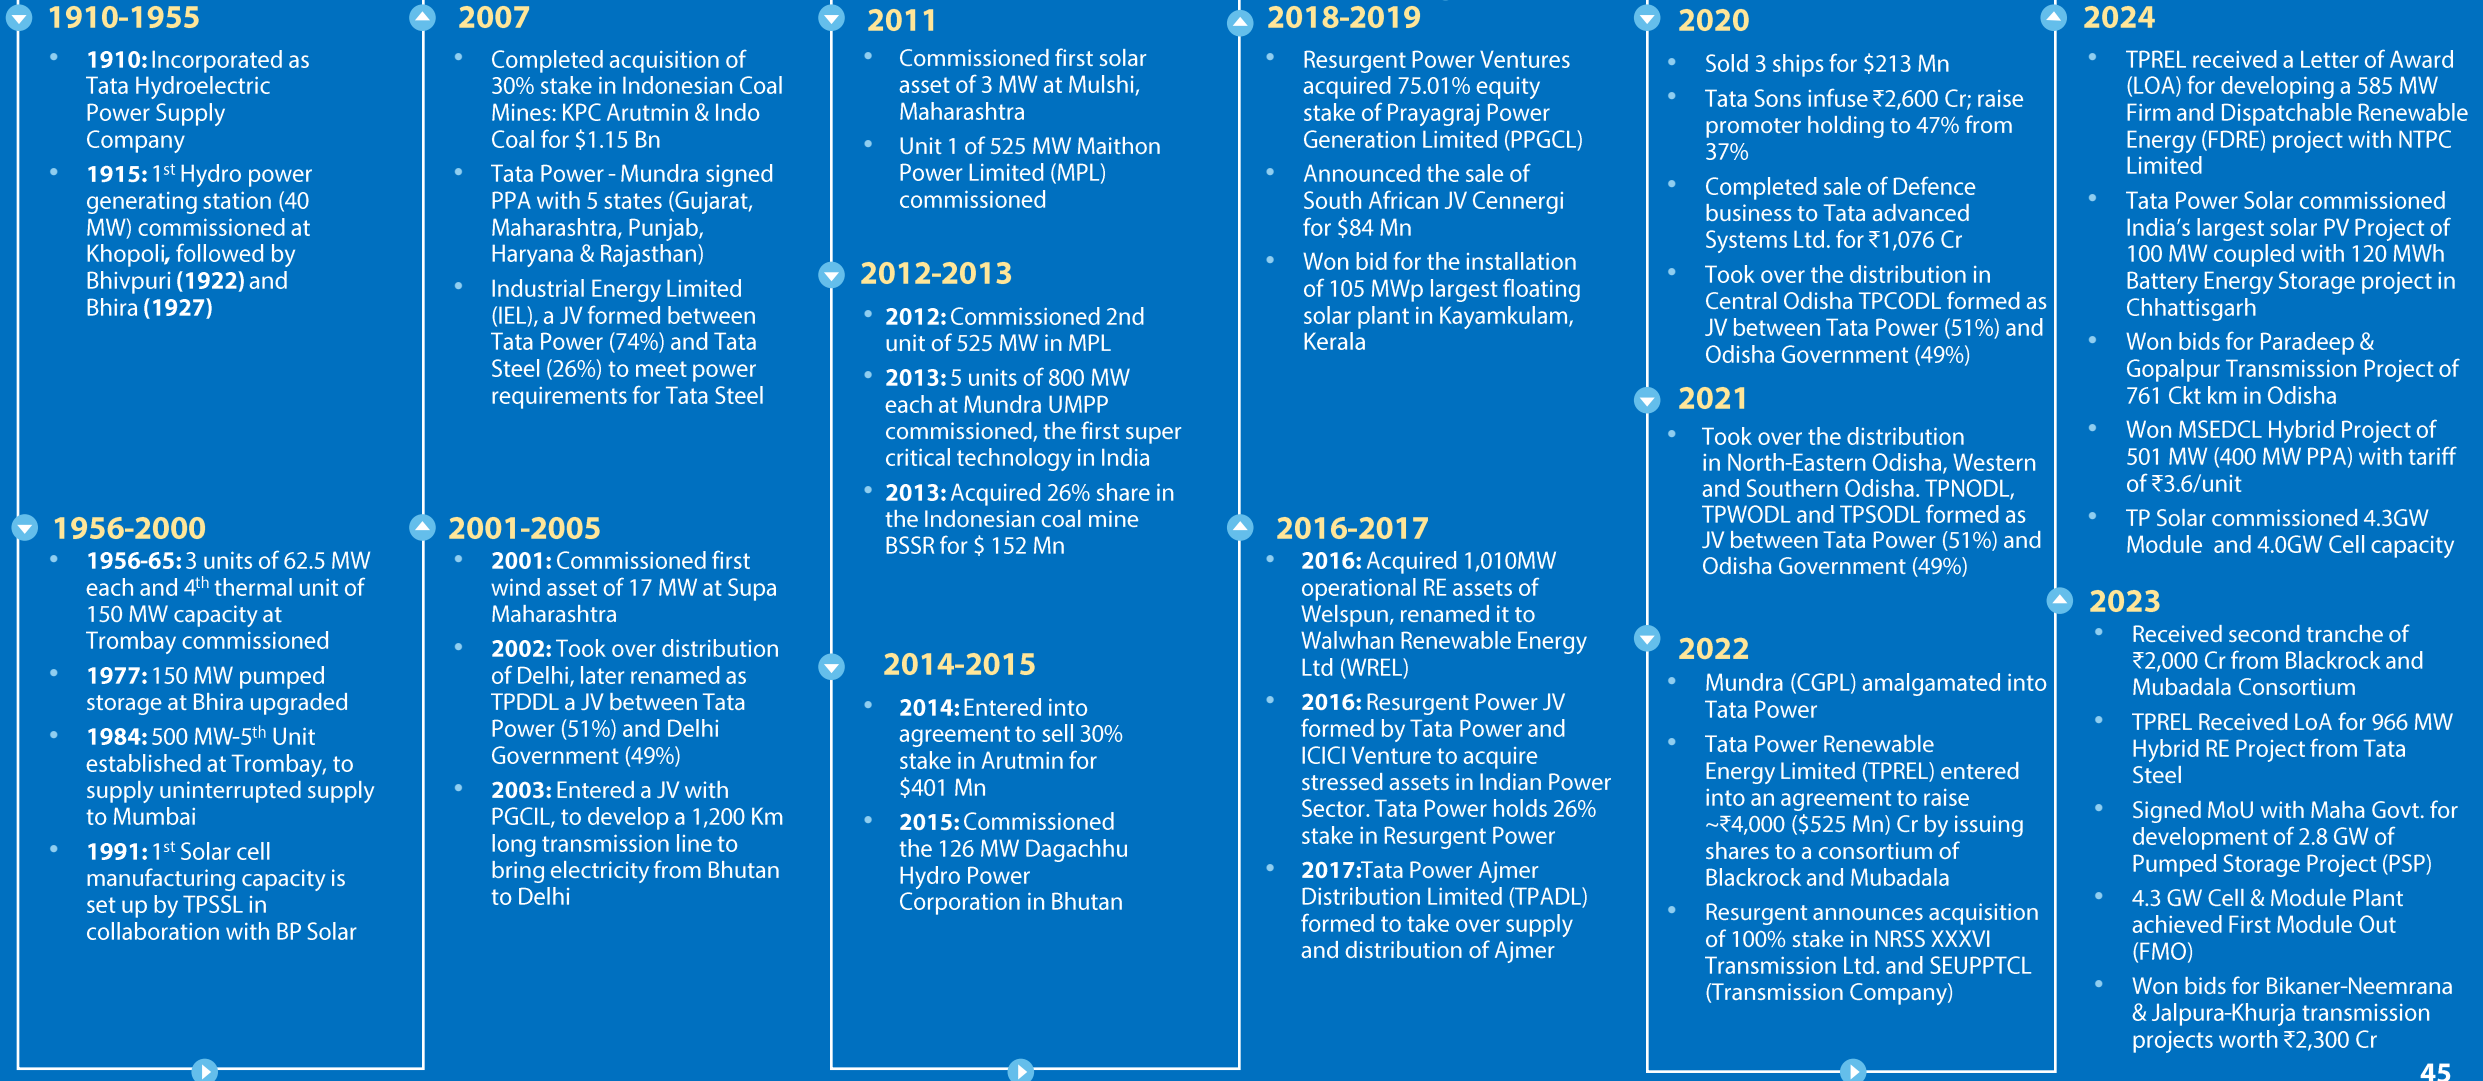 1910-1955
• 1910: Incorporated as
Tata Hydroelectric
Power Supply
Company
• 1915: 1st Hydro power
generating station (40
MW) commissioned at
Khopoli, followed by
Bhivpuri (1922) and
Bhira (1927)
1956-2000
• 1956-65: 3 units of 62.5 MW
each and 4th thermal unit of
150 MW capacity at
Trombay commissioned
• 1977: 150 MW pumped
storage at Bhira upgraded
• 1984: 500 MW-5th Unit
established at Trombay, to
supply uninterrupted supply
to Mumbai
• 1991: 1st Solar cell
manufacturing capacity is
set up by TPSSL in
collaboration with BP Solar
2001-2005
• 2001: Commissioned first
wind asset of 17 MW at Supa
Maharashtra
• 2002: Took over distribution
of Delhi, later renamed as
TPDDL a JV between Tata
Power (51%) and Delhi
Government (49%)
• 2003: Entered a JV with
PGCIL, to develop a 1,200 Km
long transmission line to
bring electricity from Bhutan
to Delhi
2007
• Completed acquisition of
30% stake in Indonesian Coal
Mines: KPC Arutmin & Indo
Coal for $1.15 Bn
• Tata Power - Mundra signed
PPA with 5 states (Gujarat,
Maharashtra, Punjab,
Haryana & Rajasthan)
• Industrial Energy Limited
(IEL), a JV formed between
Tata Power (74%) and Tata
Steel (26%) to meet power
requirements for Tata Steel
2011
• Commissioned first solar
asset of 3 MW at Mulshi,
Maharashtra
• Unit 1 of 525 MW Maithon
Power Limited (MPL)
commissioned
2012-2013
• 2012: Commissioned 2nd
unit of 525 MW in MPL
• 2013: 5 units of 800 MW
each at Mundra UMPP
commissioned, the first super
critical technology in India
• 2013: Acquired 26% share in
the Indonesian coal mine
BSSR for $ 152 Mn
2014-2015
• 2014: Entered into
agreement to sell 30%
stake in Arutmin for
$401 Mn
• 2015: Commissioned
the 126 MW Dagachhu
Hydro Power
Corporation in Bhutan
2016-2017
• 2016: Acquired 1,010MW
operational RE assets of
Welspun, renamed it to
Walwhan Renewable Energy
Ltd (WREL)
• 2016: Resurgent Power JV
formed by Tata Power and
ICICI Venture to acquire
stressed assets in Indian Power
Sector. Tata Power holds 26%
stake in Resurgent Power
• 2017:Tata Power Ajmer
Distribution Limited (TPADL)
formed to take over supply
and distribution of Ajmer
2018-2019
• Resurgent Power Ventures
acquired 75.01% equity
stake of Prayagraj Power
Generation Limited (PPGCL)
• Announced the sale of
South African JV Cennergi
for $84 Mn
• Won bid for the installation
of 105 MWp largest floating
solar plant in Kayamkulam,
Kerala
2020
• Sold 3 ships for $213 Mn
• Tata Sons infuse ₹2,600 Cr; raise
promoter holding to 47% from
37%
• Completed sale of Defence
business to Tata advanced
Systems Ltd. for ₹1,076 Cr
• Took over the distribution in
Central Odisha TPCODL formed as
JV between Tata Power (51%) and
Odisha Government (49%)
2021
• Took over the distribution
in North-Eastern Odisha, Western
and Southern Odisha. TPNODL,
TPWODL and TPSODL formed as
JV between Tata Power (51%) and
Odisha Government (49%)
2022
• Mundra (CGPL) amalgamated into
Tata Power
• Tata Power Renewable
Energy Limited (TPREL) entered
into an agreement to raise
~₹4,000 ($525 Mn) Cr by issuing
shares to a consortium of
Blackrock and Mubadala
• Resurgent announces acquisition
of 100% stake in NRSS XXXVI
Transmission Ltd. and SEUPPTCL
(Transmission Company)
2023
• Received second tranche of
₹2,000 Cr from Blackrock and
Mubadala Consortium
• TPREL Received LoA for 966 MW
Hybrid RE Project from Tata
Steel
• Signed MoU with Maha Govt. for
development of 2.8 GW of
Pumped Storage Project (PSP)
• 4.3 GW Cell & Module Plant
achieved First Module Out
(FMO)
• Won bids for Bikaner-Neemrana
& Jalpura-Khurja transmission
projects worth ₹2,300 Cr
2024
• TPREL received a Letter of Award
(LOA) for developing a 585 MW
Firm and Dispatchable Renewable
Energy (FDRE) project with NTPC
Limited
• Tata Power Solar commissioned
India's largest solar PV Project of
100 MW coupled with 120 MWh
Battery Energy Storage project in
Chhattisgarh
• Won bids for Paradeep &
Gopalpur Transmission Project of
761 Ckt km in Odisha
• Won MSEDCL Hybrid Project of
501 MW (400 MW PPA) with tariff
of ₹3.6/unit
• TP Solar commissioned 4.3GW
Module and 4.0GW Cell capacity
45